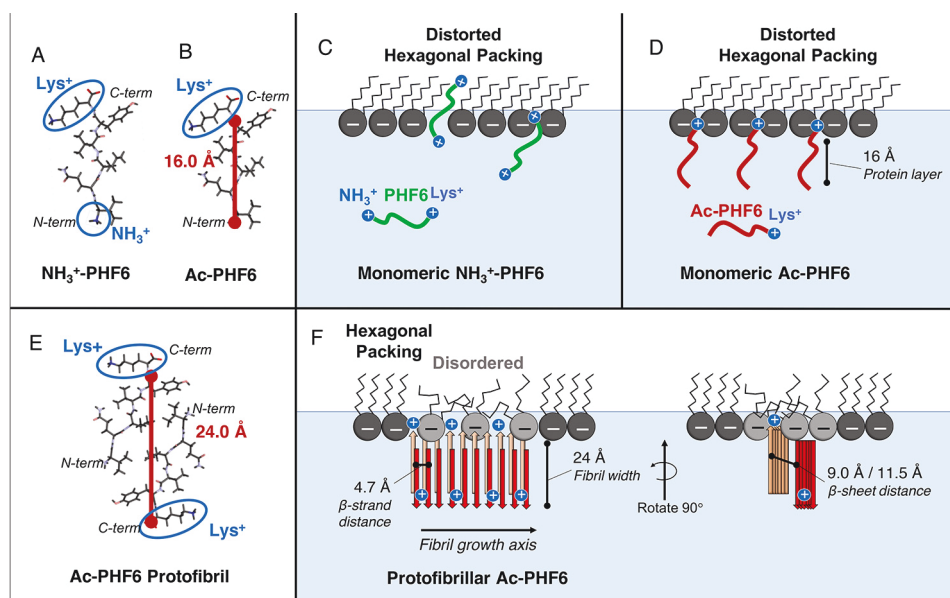 A
Lys⁺
C-term
N-term
NH₃⁺
NH₃⁺-PHF6
B
Lys⁺
C-term
16.0 Å
N-term
Ac-PHF6
C
Distorted
Hexagonal Packing
NH₃⁺ PHF6 Lys⁺
Monomeric NH₃⁺-PHF6
D
Distorted
Hexagonal Packing
16 Å
Protein layer
Ac-PHF6
Lys⁺
Monomeric Ac-PHF6
E
Lys+
C-term
N-term
24.0 Å
N-term
C-term
Lys⁺
Ac-PHF6 Protofibril
F
Hexagonal
Packing
Disordered
24 Å
Fibril width
4.7 Å
β-strand
distance
Fibril growth axis
Protofibrillar Ac-PHF6
Rotate 90°
9.0 Å / 11.5 Å
β-sheet distance